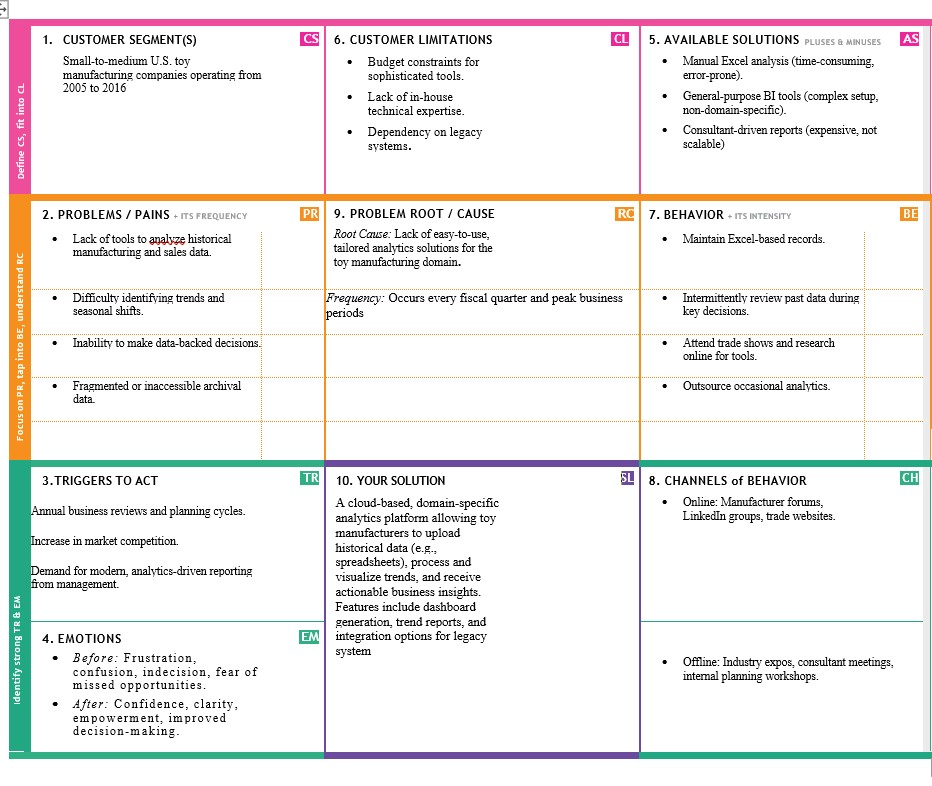 Define CS, fit into CL
1. CUSTOMER SEGMENT(S)
CS
Small-to-medium U.S. toy
manufacturing companies operating from
2005 to 2016
6. CUSTOMER LIMITATIONS
CL
• Budget constraints for
sophisticated tools.
• Lack of in-house
technical expertise.
• Dependency on legacy
systems.
5. AVAILABLE SOLUTIONS PLUSES & MINUSES
AS
• Manual Excel analysis (time-consuming,
error-prone).
• General-purpose BI tools (complex setup,
non-domain-specific).
• Consultant-driven reports (expensive, not
scalable)
Focus on PR, tap into BE, understand RC
2. PROBLEMS / PAINS + ITS FREQUENCY
PR
• Lack of tools to analyze historical
manufacturing and sales data.
• Difficulty identifying trends and
seasonal shifts.
• Inability to make data-backed decisions.
• Fragmented or inaccessible archival
data.
9. PROBLEM ROOT / CAUSE
RC
Root Cause: Lack of easy-to-use,
tailored analytics solutions for the
toy manufacturing domain.
Frequency: Occurs every fiscal quarter and peak business
periods
7. BEHAVIOR + ITS INTENSITY
BE
• Maintain Excel-based records.
• Intermittently review past data during
key decisions.
• Attend trade shows and research
online for tools.
• Outsource occasional analytics.
Identify strong TR & EM
3.TRIGGERS TO ACT
TR
Annual business reviews and planning cycles.
Increase in market competition.
Demand for modern, analytics-driven reporting
from management.
4. EMOTIONS
EM
• Before: Frustration,
confusion, indecision, fear of
missed opportunities.
• After: Confidence, clarity,
empowerment, improved
decision-making.
10. YOUR SOLUTION
SL
A cloud-based, domain-specific
analytics platform allowing toy
manufacturers to upload
historical data (e.g.,
spreadsheets), process and
visualize trends, and receive
actionable business insights.
Features include dashboard
generation, trend reports, and
integration options for legacy
system
8. CHANNELS of BEHAVIOR
CH
• Online: Manufacturer forums,
LinkedIn groups, trade websites.
• Offline: Industry expos, consultant meetings,
internal planning workshops.